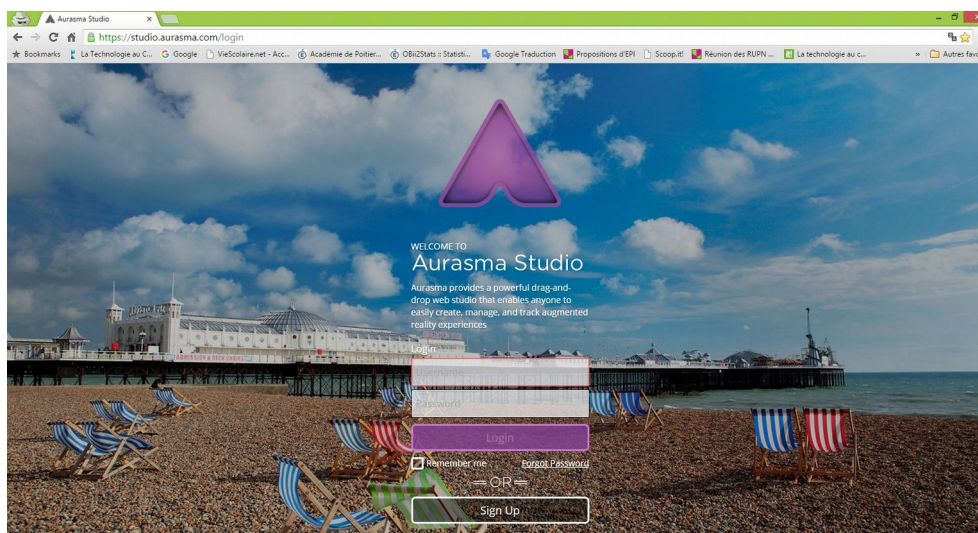 Aurasma Studio
https://studio.aurasma.com/login
Bookmarks La Technologie au C... Google VieScolaire.net - Acc... Académie de Poitier... OBii2Stats :: Statisti... Google Traduction Propositions d'EPI Scoop.it! Réunion des RUPN ... La technologie au c... » Autres favo
WELCOME TO
Aurasma Studio
Aurasma provides a powerful drag-and-
drop web studio that enables anyone to
easily create, manage, and track augmented
reality experiences
ADMISSION & DECK CHAIRS
Login
Username
Password
Login
Remember me Forgot Password
OR
Sign Up